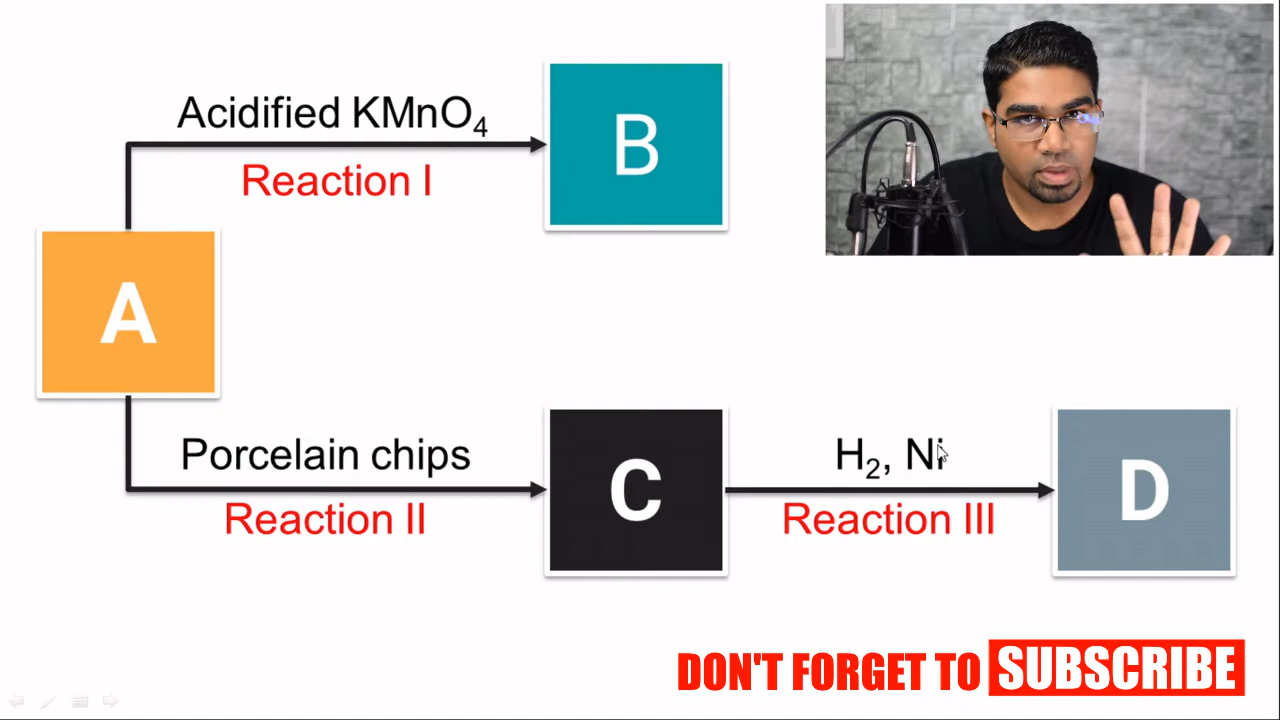 Acidified KMnO₄
Reaction I
B
A
Porcelain chips
Reaction II
C
H₂, Ni
Reaction III
D
DON'T FORGET TO SUBSCRIBE